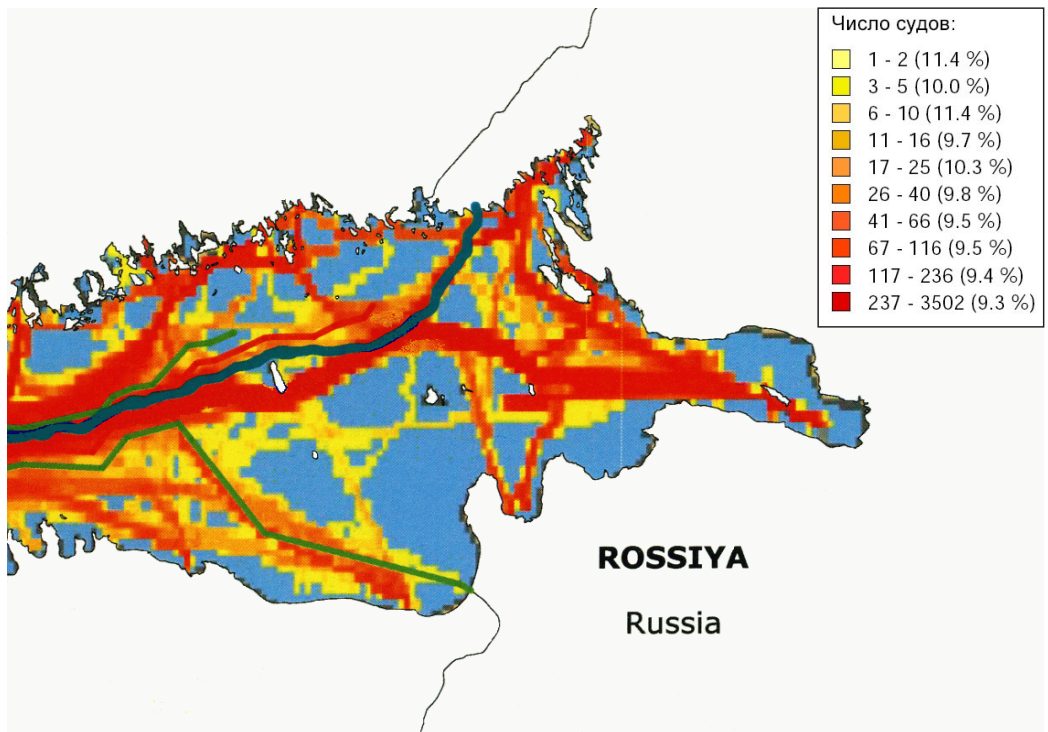 Число судов:
1 - 2 (11.4 %)
3 - 5 (10.0 %)
6 - 10 (11.4 %)
11 - 16 (9.7 %)
17 - 25 (10.3 %)
26 - 40 (9.8 %)
41 - 66 (9.5 %)
67 - 116 (9.5 %)
117 - 236 (9.4 %)
237 - 3502 (9.3 %)
ROSSIYA
Russia